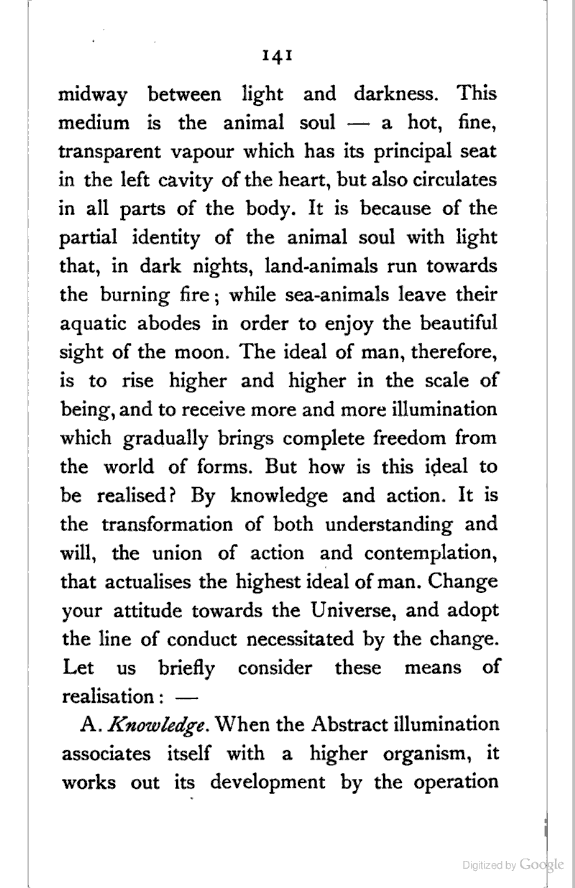 141
midway between light and darkness. This
medium is the animal soul — a hot, fine,
transparent vapour which has its principal seat
in the left cavity of the heart, but also circulates
in all parts of the body. It is because of the
partial identity of the animal soul with light
that, in dark nights, land-animals run towards
the burning fire; while sea-animals leave their
aquatic abodes in order to enjoy the beautiful
sight of the moon. The ideal of man, therefore,
is to rise higher and higher in the scale of
being, and to receive more and more illumination
which gradually brings complete freedom from
the world of forms. But how is this ideal to
be realised? By knowledge and action. It is
the transformation of both understanding and
will, the union of action and contemplation,
that actualises the highest ideal of man. Change
your attitude towards the Universe, and adopt
the line of conduct necessitated by the change.
Let us briefly consider these means of
realisation: —
A. Knowledge. When the Abstract illumination
associates itself with a higher organism, it
works out its development by the operation
Digitized by Google